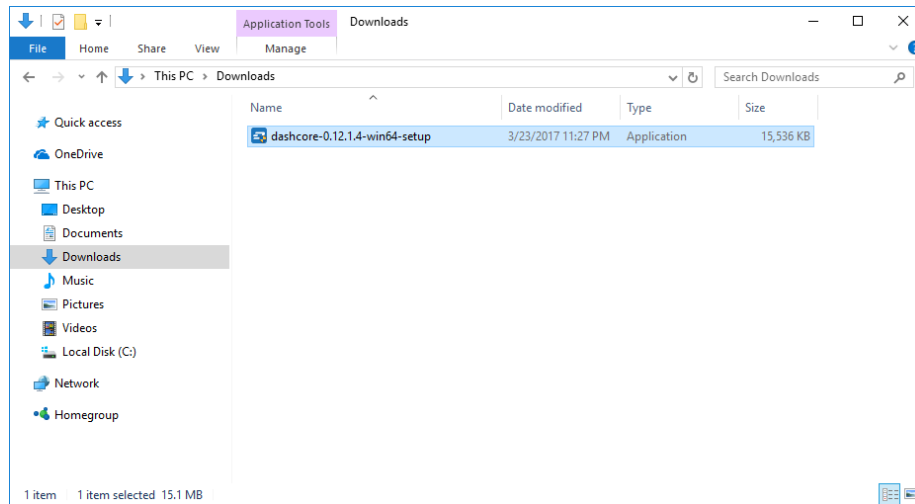 Application Tools Downloads
File Home Share View Manage
This PC > Downloads Search Downloads
Name Date modified Type Size
Quick access dashcore-0.12.1.4-win64-setup 3/23/2017 11:27 PM Application 15,536 KB
OneDrive
This PC
Desktop
Documents
Downloads
Music
Pictures
Videos
Local Disk (C:)
Network
Homegroup
1 item 1 item selected 15.1 MB